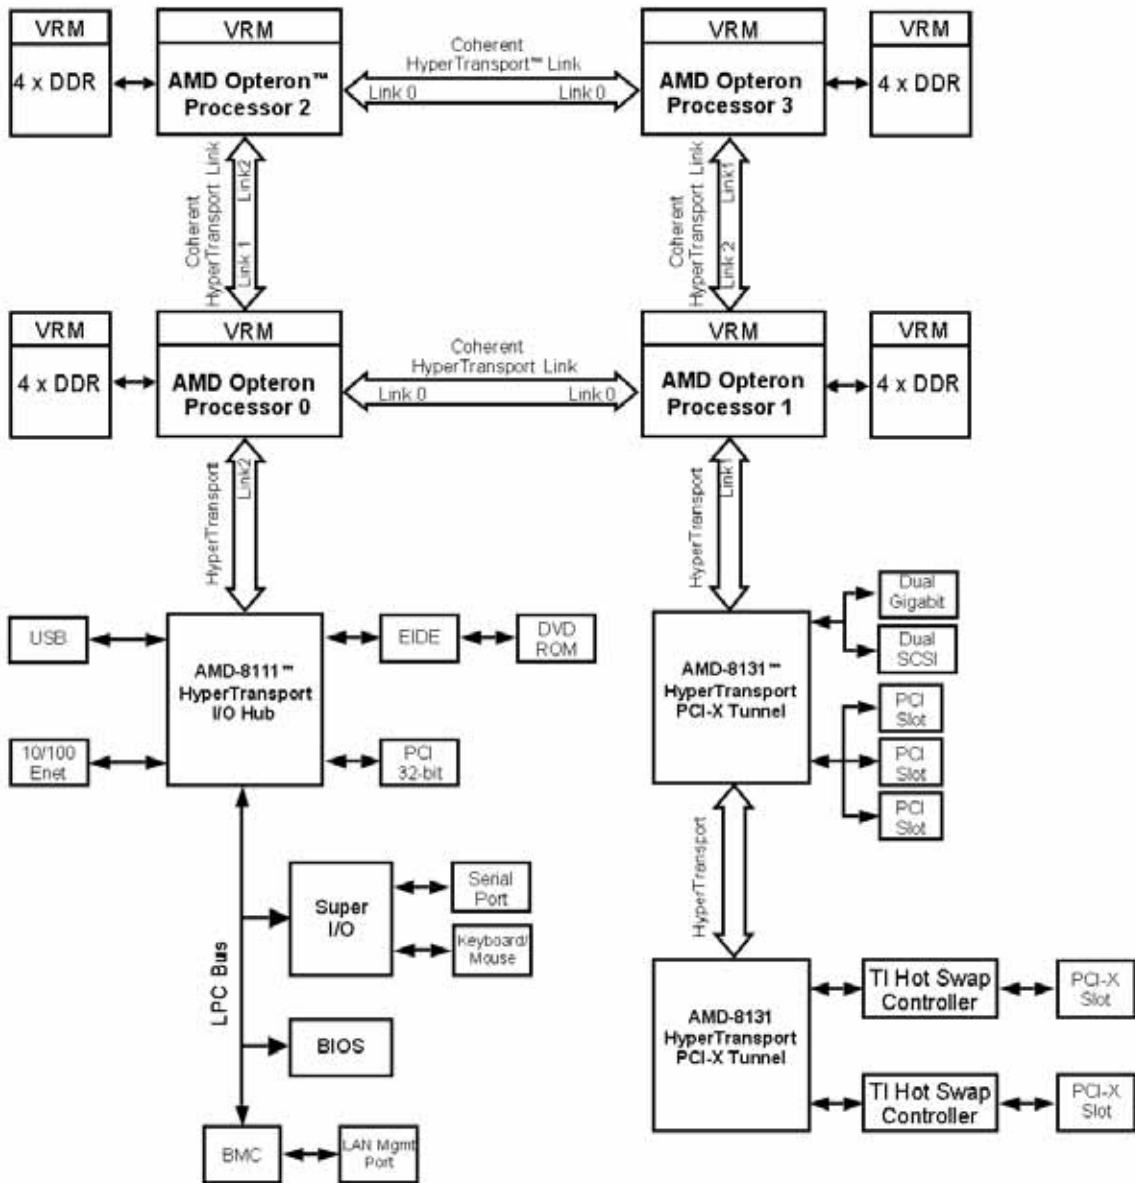 VRM
4 x DDR
VRM
AMD Opteron™
Processor 2
Coherent
HyperTransport™ Link
Link 0
Link 0
VRM
AMD Opteron
Processor 3
VRM
4 x DDR
Coherent
HyperTransport Link
Link2
Link 1
Coherent
HyperTransport Link
Link1
Link 2
VRM
4 x DDR
VRM
AMD Opteron
Processor 0
Coherent
HyperTransport Link
Link 0
Link 0
VRM
AMD Opteron
Processor 1
VRM
4 x DDR
HyperTransport
Link2
HyperTransport
Link1
USB
10/100
Enet
AMD-8111™
HyperTransport
I/O Hub
EIDE
DVD
ROM
PCI
32-bit
AMD-8131™
HyperTransport
PCI-X Tunnel
Dual
Gigabit
Dual
SCSI
PCI
Slot
PCI
Slot
PCI
Slot
LPC Bus
Super
I/O
Serial
Port
Keyboard/
Mouse
BIOS
BMC
LAN Mgmt
Port
HyperTransport
AMD-8131
HyperTransport
PCI-X Tunnel
TI Hot Swap
Controller
PCI-X
Slot
TI Hot Swap
Controller
PCI-X
Slot